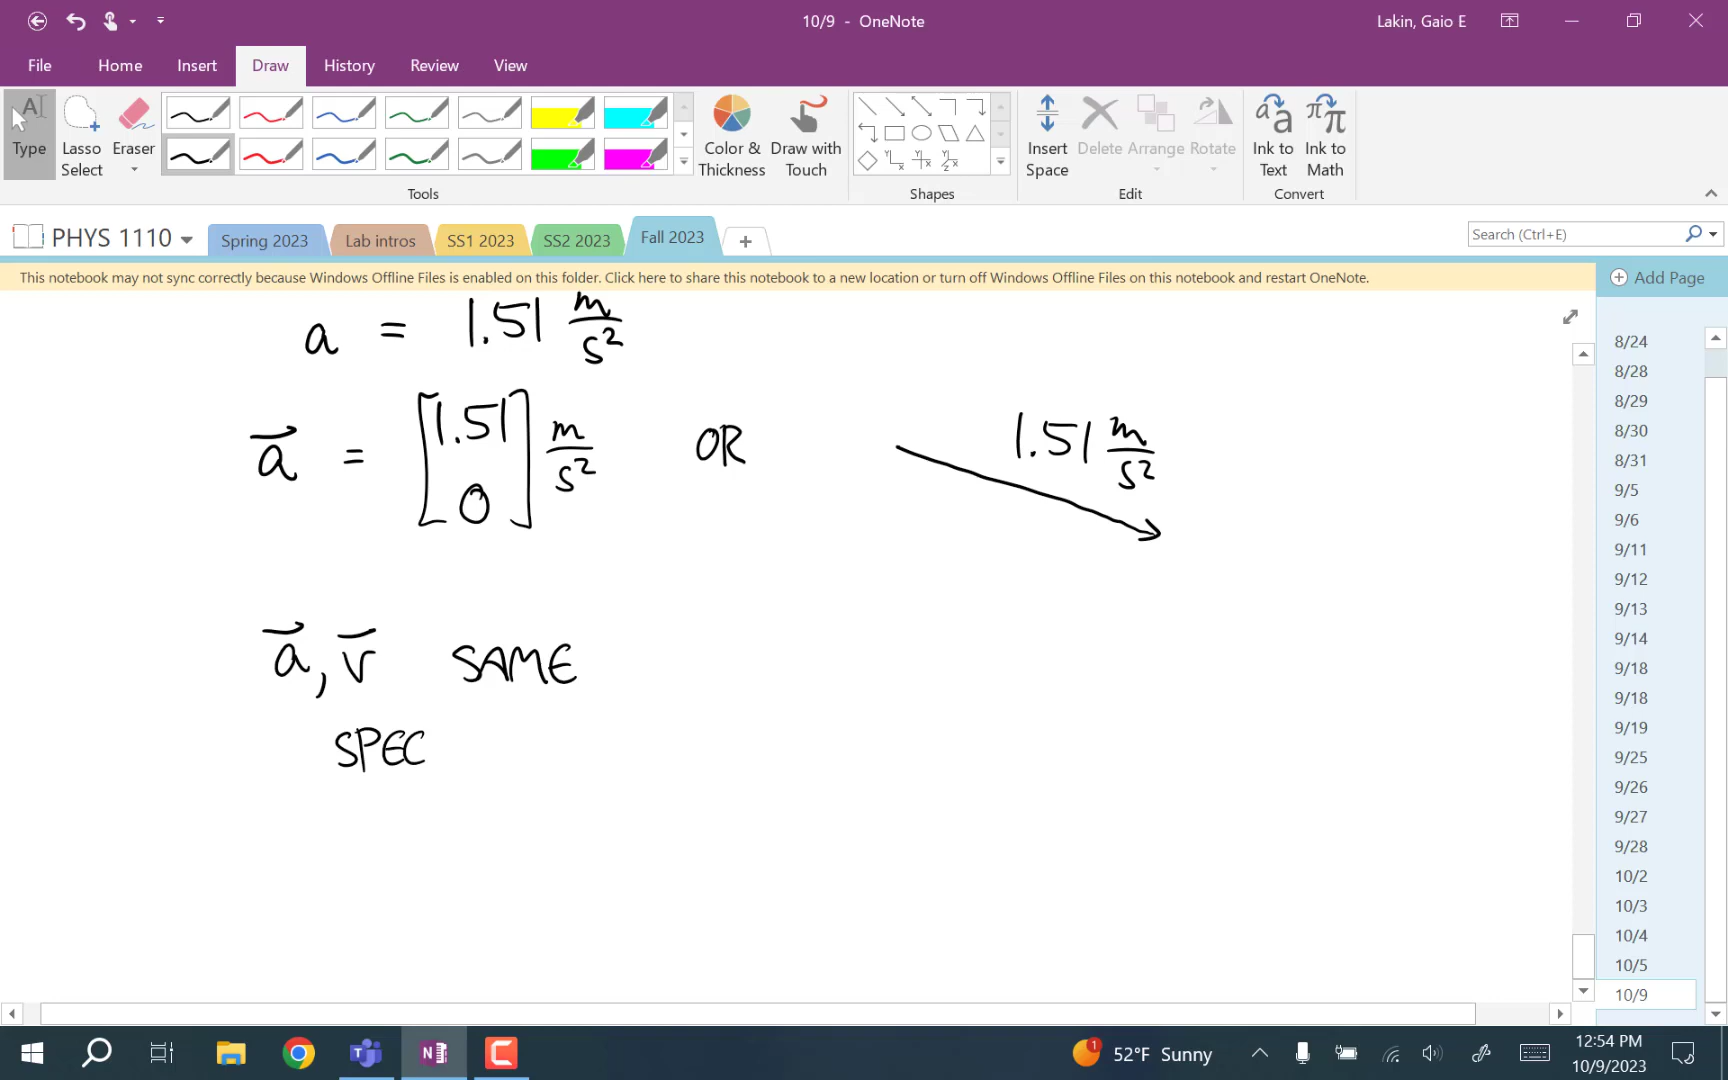 10/9 - OneNote
Lakin, Gaio E
File Home Insert Draw History Review View
Type
Lasso Select
Eraser
Color & Thickness
Draw with Touch
Insert Space
Delete
Arrange
Rotate
Ink to Text
Ink to Math
Tools
Shapes
Edit
Convert
PHYS 1110
Spring 2023
Lab intros
SS1 2023
SS2 2023
Fall 2023
Search (Ctrl+E)
This notebook may not sync correctly because Windows Offline Files is enabled on this folder. Click here to share this notebook to a new location or turn off Windows Offline Files on this notebook and restart OneNote.
Add Page
a = 1.51 m/s²
a⃗ = [1.51 0] m/s² OR 1.51 m/s²
a⃗, v⃗ SAME
SPEC
8/24
8/28
8/29
8/30
8/31
9/5
9/6
9/11
9/12
9/13
9/14
9/18
9/18
9/19
9/25
9/26
9/27
9/28
10/2
10/3
10/4
10/5
10/9
1
52°F Sunny
12:54 PM
10/9/2023